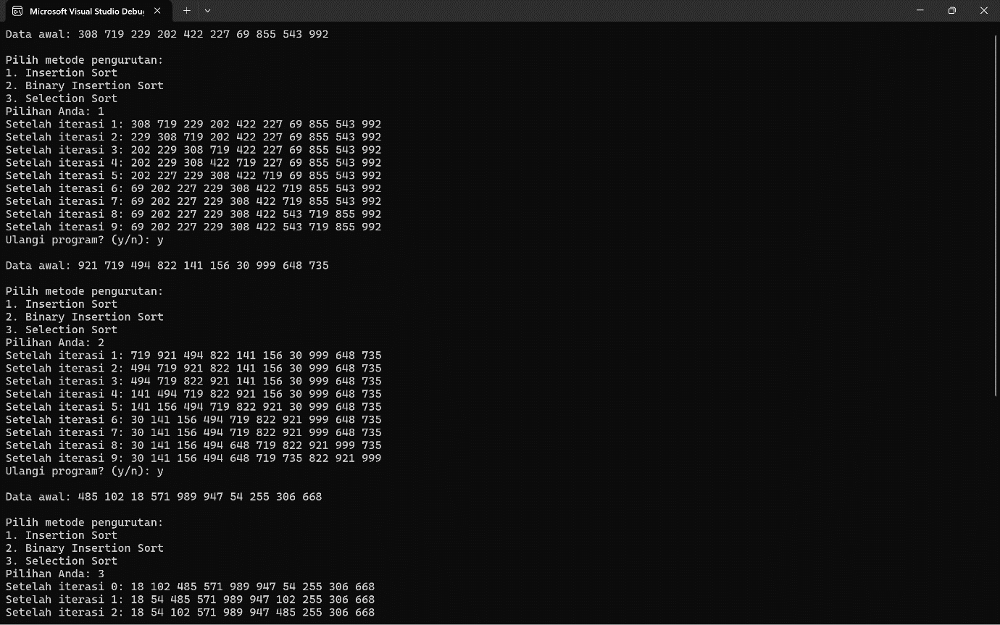 Microsoft Visual Studio Debu
Data awal: 308 719 229 202 422 227 69 855 543 992
Pilih metode pengurutan:
1. Insertion Sort
2. Binary Insertion Sort
3. Selection Sort
Pilihan Anda: 1
Setelah iterasi 1: 308 719 229 202 422 227 69 855 543 992
Setelah iterasi 2: 229 308 719 202 422 227 69 855 543 992
Setelah iterasi 3: 202 229 308 719 422 227 69 855 543 992
Setelah iterasi 4: 202 229 308 422 719 227 69 855 543 992
Setelah iterasi 5: 202 227 229 308 422 719 69 855 543 992
Setelah iterasi 6: 69 202 227 229 308 422 719 855 543 992
Setelah iterasi 7: 69 202 227 229 308 422 719 855 543 992
Setelah iterasi 8: 69 202 227 229 308 422 543 719 855 992
Setelah iterasi 9: 69 202 227 229 308 422 543 719 855 992
Ulangi program? (y/n): y
Data awal: 921 719 494 822 141 156 30 999 648 735
Pilih metode pengurutan:
1. Insertion Sort
2. Binary Insertion Sort
3. Selection Sort
Pilihan Anda: 2
Setelah iterasi 1: 719 921 494 822 141 156 30 999 648 735
Setelah iterasi 2: 494 719 921 822 141 156 30 999 648 735
Setelah iterasi 3: 494 719 822 921 141 156 30 999 648 735
Setelah iterasi 4: 141 494 719 822 921 156 30 999 648 735
Setelah iterasi 5: 141 156 494 719 822 921 30 999 648 735
Setelah iterasi 6: 30 141 156 494 719 822 921 999 648 735
Setelah iterasi 7: 30 141 156 494 719 822 921 999 648 735
Setelah iterasi 8: 30 141 156 494 648 719 822 921 999 735
Setelah iterasi 9: 30 141 156 494 648 719 735 822 921 999
Ulangi program? (y/n): y
Data awal: 485 102 18 571 989 947 54 255 306 668
Pilih metode pengurutan:
1. Insertion Sort
2. Binary Insertion Sort
3. Selection Sort
Pilihan Anda: 3
Setelah iterasi 0: 18 102 485 571 989 947 54 255 306 668
Setelah iterasi 1: 18 54 485 571 989 947 102 255 306 668
Setelah iterasi 2: 18 54 102 571 989 947 485 255 306 668